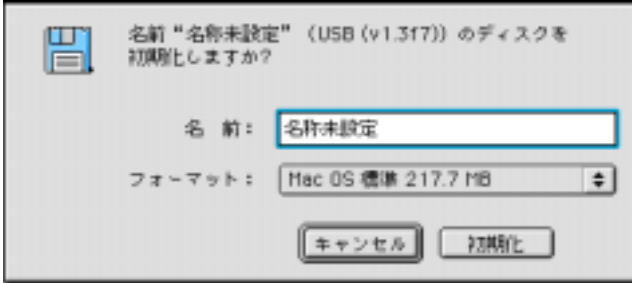 名前“名称未設定”（USB (v1.3f7)）のディスクを
初期化しますか?
名 前： 名称未設定
フォーマット： Mac OS 標準 217.7 MB
キャンセル 初期化